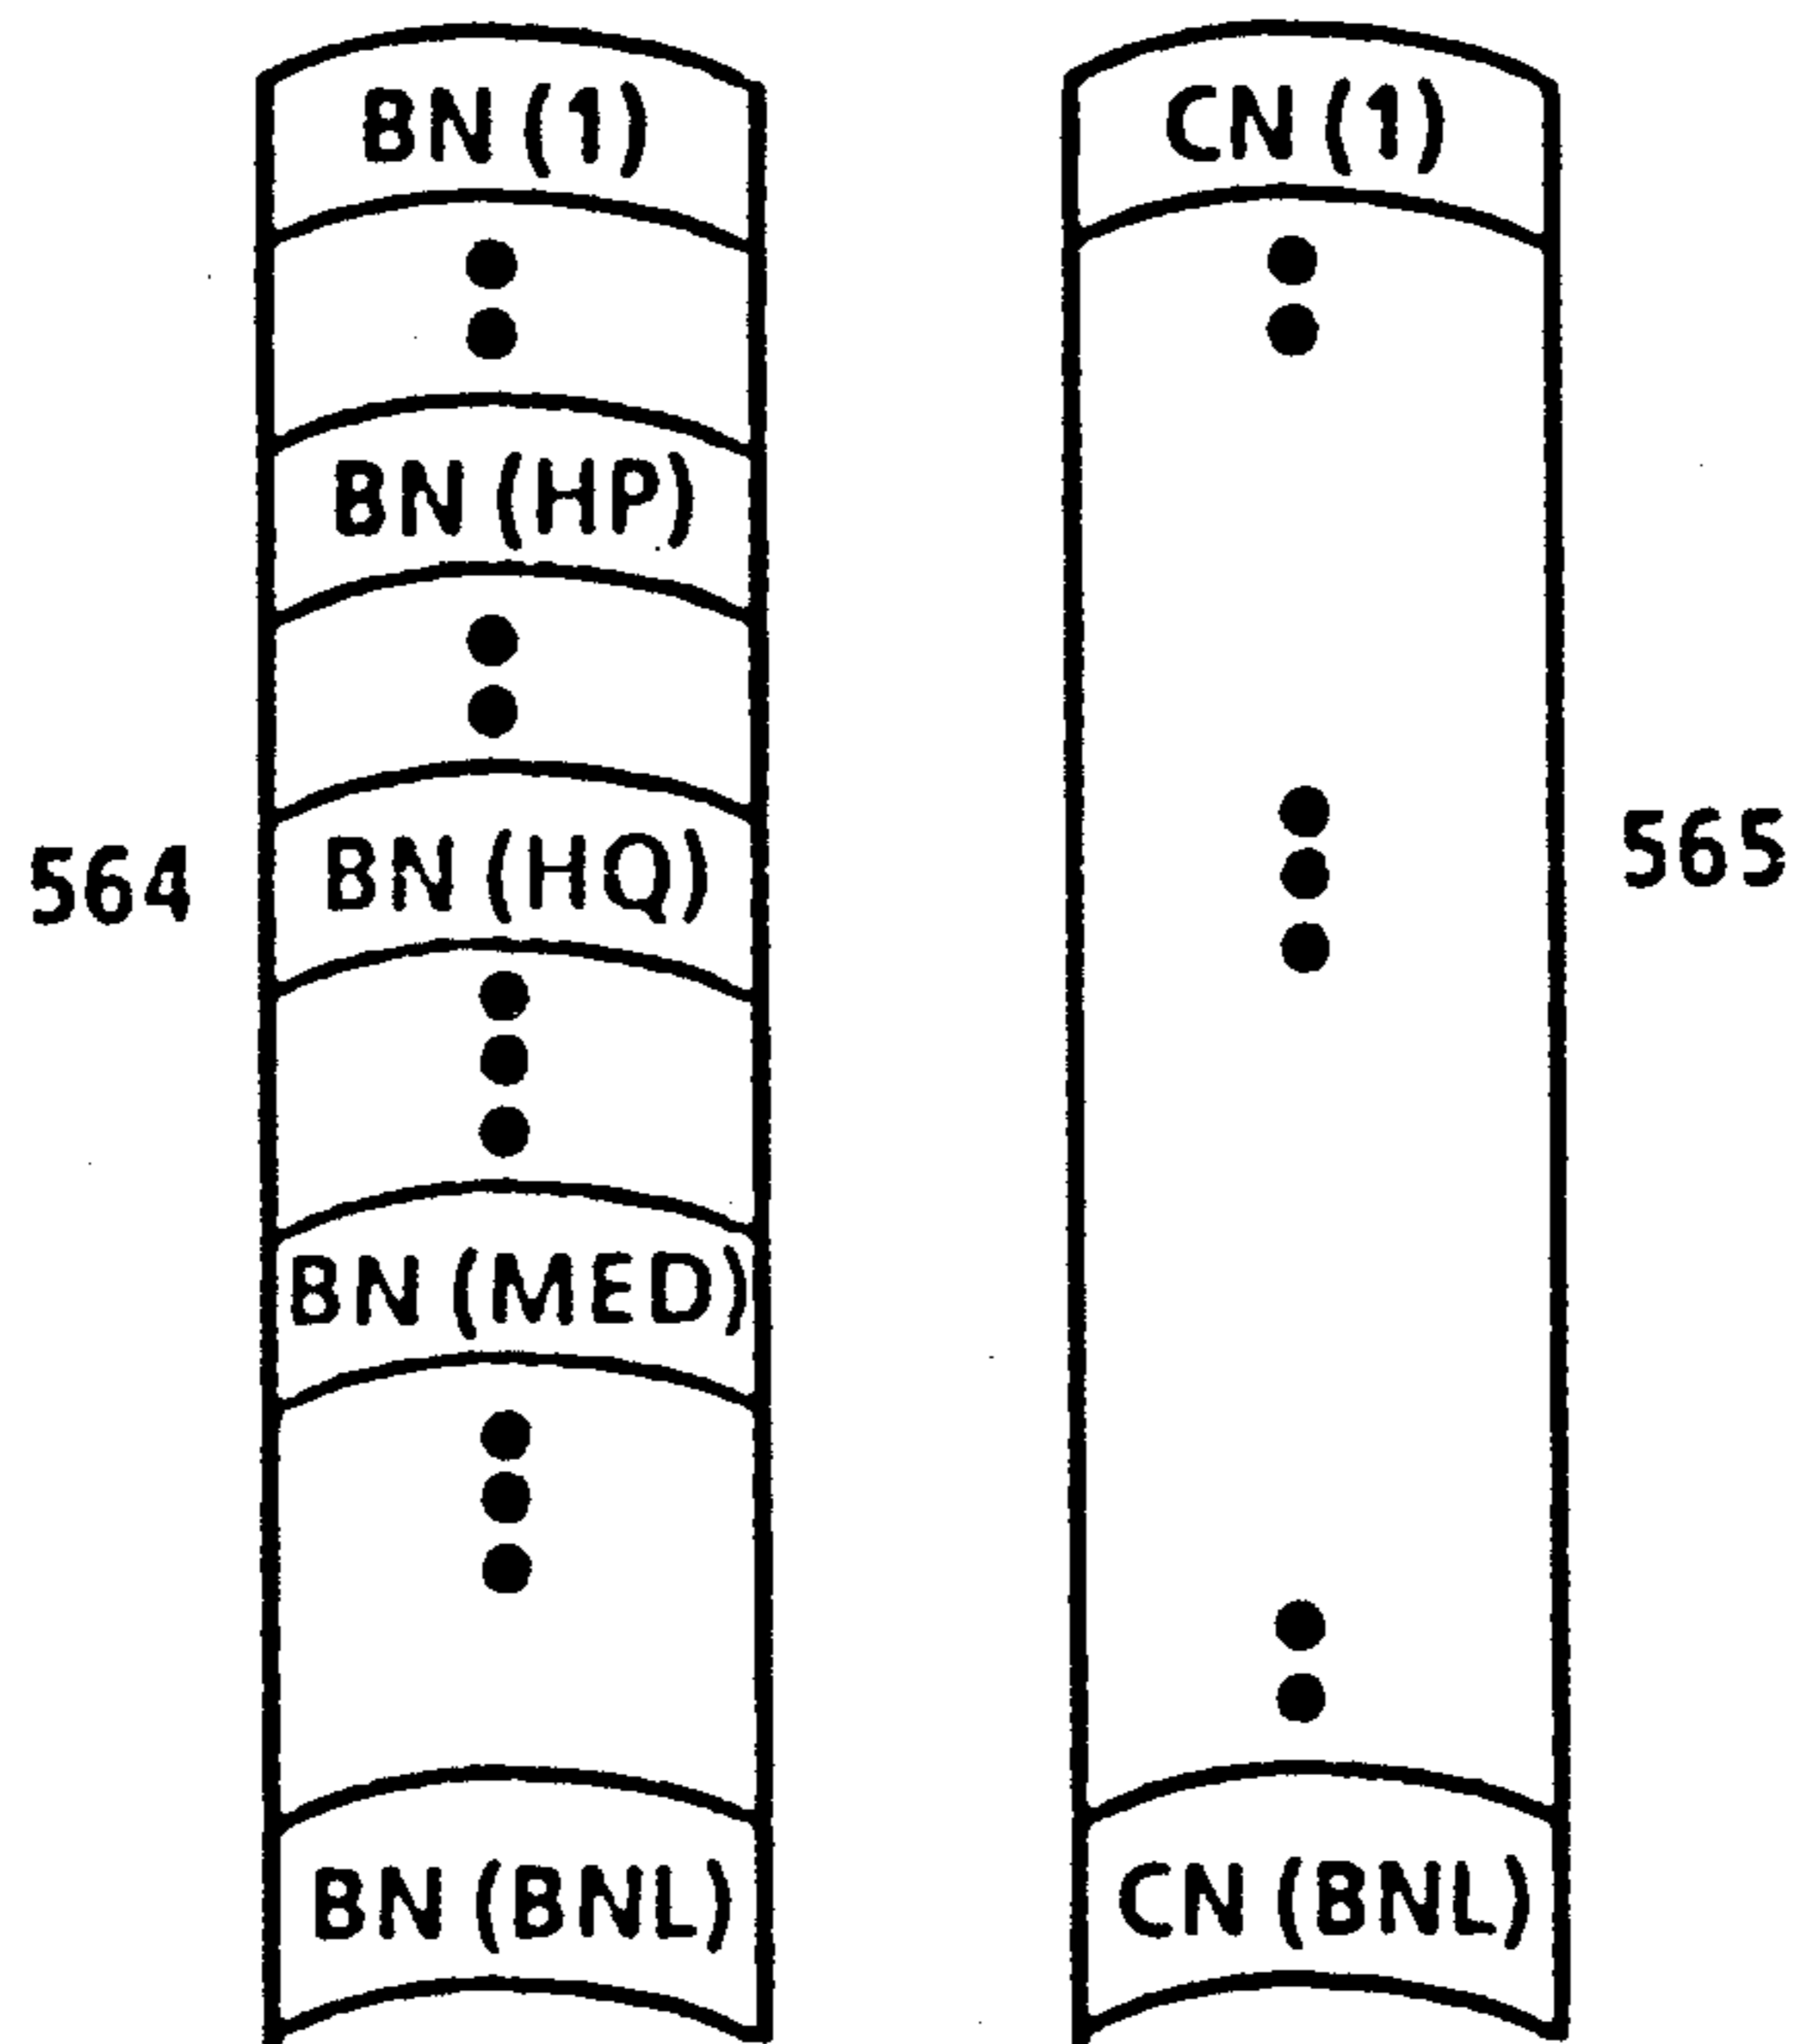 BN (1)
BN (HP)
564
BN (HQ)
BN (MED)
BN (BNL)
CN (1)
565
CN (BNL)